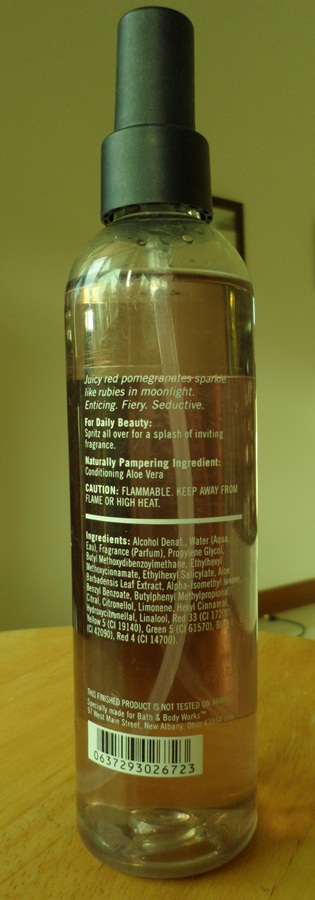 Juicy red pomegranates sparkle
like rubies in moonlight.
Enticing. Fiery. Seductive.
For Daily Beauty:
Spritz all over for a splash of inviting
fragrance.
Naturally Pampering Ingredient:
Conditioning Aloe Vera
CAUTION: FLAMMABLE. KEEP AWAY FROM
FLAME OR HIGH HEAT.
Ingredients: Alcohol Denat., Water (Aqua,
Eau), Fragrance (Parfum), Propylene Glycol,
Butyl Methoxydibenzoylmethane, Ethylhexyl
Methoxycinnamate, Ethylhexyl Salicylate, Aloe
Barbadensis Leaf Extract, Alpha-Isomethyl Ionone,
Benzyl Benzoate, Butylphenyl Methylpropional,
Citral, Citronellol, Limonene, Hexyl Cinnamal,
Hydroxycitronellal, Linalool, Red 33 (CI 17200),
Yellow 5 (CI 19140), Green 5 (CI 61570),
(CI 42090), Red 4 (CI 14700).
THIS FINISHED PRODUCT IS NOT TESTED ON
Specially made for Bath & Body Works™
97 West Main Street, New Albany, Ohio
0637293026723